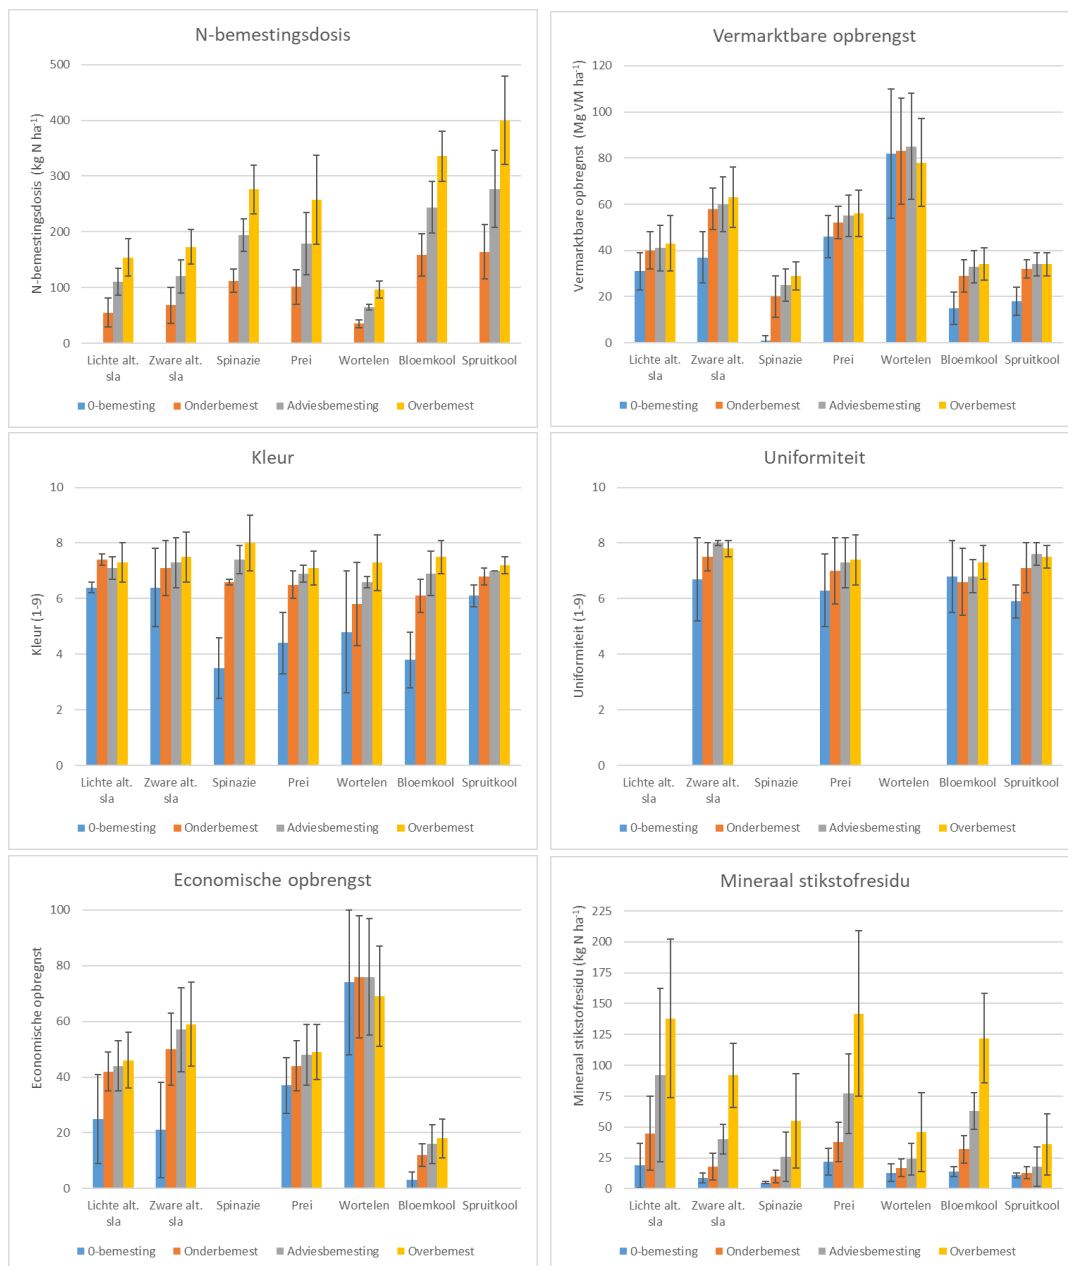 N-bemestingsdosis
N-bemestingsdosis (kg N ha⁻¹)
500
400
300
200
100
0
Lichte alt. sla
Zware alt. sla
Spinazie
Prei
Wortelen
Bloemkool
Spruitkool
0-bemesting Onderbemest Adviesbemesting Overbemest
Vermarktbare opbrengst
Vermarktbare opbregnst (Mg VM ha⁻¹)
120
100
80
60
40
20
0
Lichte alt. sla
Zware alt. sla
Spinazie
Prei
Wortelen
Bloemkool
Spruitkool
0-bemesting Onderbemest Adviesbemesting Overbemest
Kleur
Kleur (1-9)
10
8
6
4
2
0
Lichte alt. sla
Zware alt. sla
Spinazie
Prei
Wortelen
Bloemkool
Spruitkool
0-bemesting Onderbemest Adviesbemesting Overbemest
Uniformiteit
Uniformiteit (1-9)
10
8
6
4
2
0
Lichte alt. sla
Zware alt. sla
Spinazie
Prei
Wortelen
Bloemkool
Spruitkool
0-bemesting Onderbemest Adviesbemesting Overbemest
Economische opbrengst
Economische opbregnst
100
80
60
40
20
0
Lichte alt. sla
Zware alt. sla
Spinazie
Prei
Wortelen
Bloemkool
Spruitkool
0-bemesting Onderbemest Adviesbemesting Overbemest
Mineraal stikstofresidu
Mineraal stikstofresidu (kg N ha⁻¹)
225
200
175
150
125
100
75
50
25
0
Lichte alt. sla
Zware alt. sla
Spinazie
Prei
Wortelen
Bloemkool
Spruitkool
0-bemesting Onderbemest Adviesbemesting Overbemest